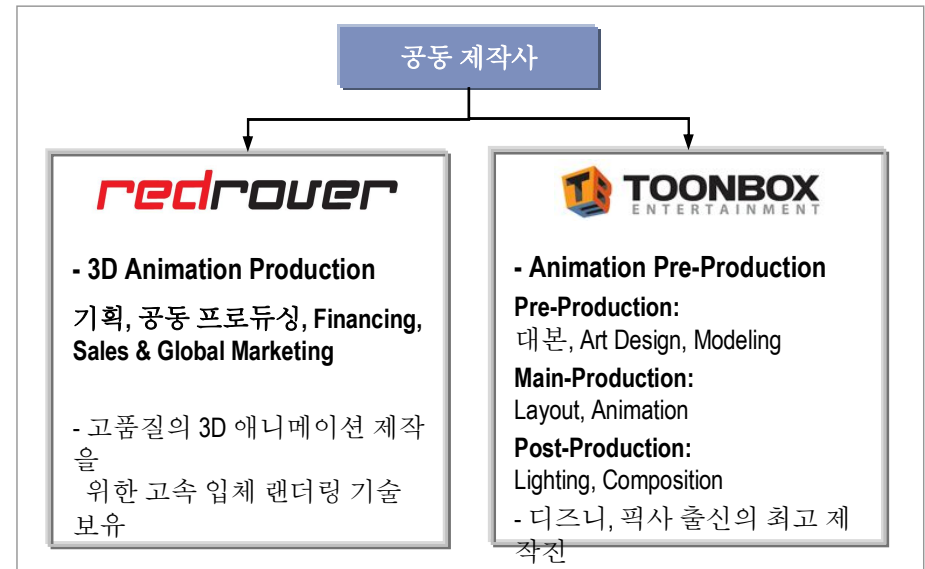 공동 제작사
redrover
- 3D Animation Production
기획, 공동 프로듀싱, Financing,
Sales & Global Marketing
- 고품질의 3D 애니메이션 제작
을
위한 고속 입체 랜더링 기술
보유
TB
TOONBOX
ENTERTAINMENT
- Animation Pre-Production
Pre-Production:
대본, Art Design, Modeling
Main-Production:
Layout, Animation
Post-Production:
Lighting, Composition
- 디즈니, 픽사 출신의 최고 제
작진